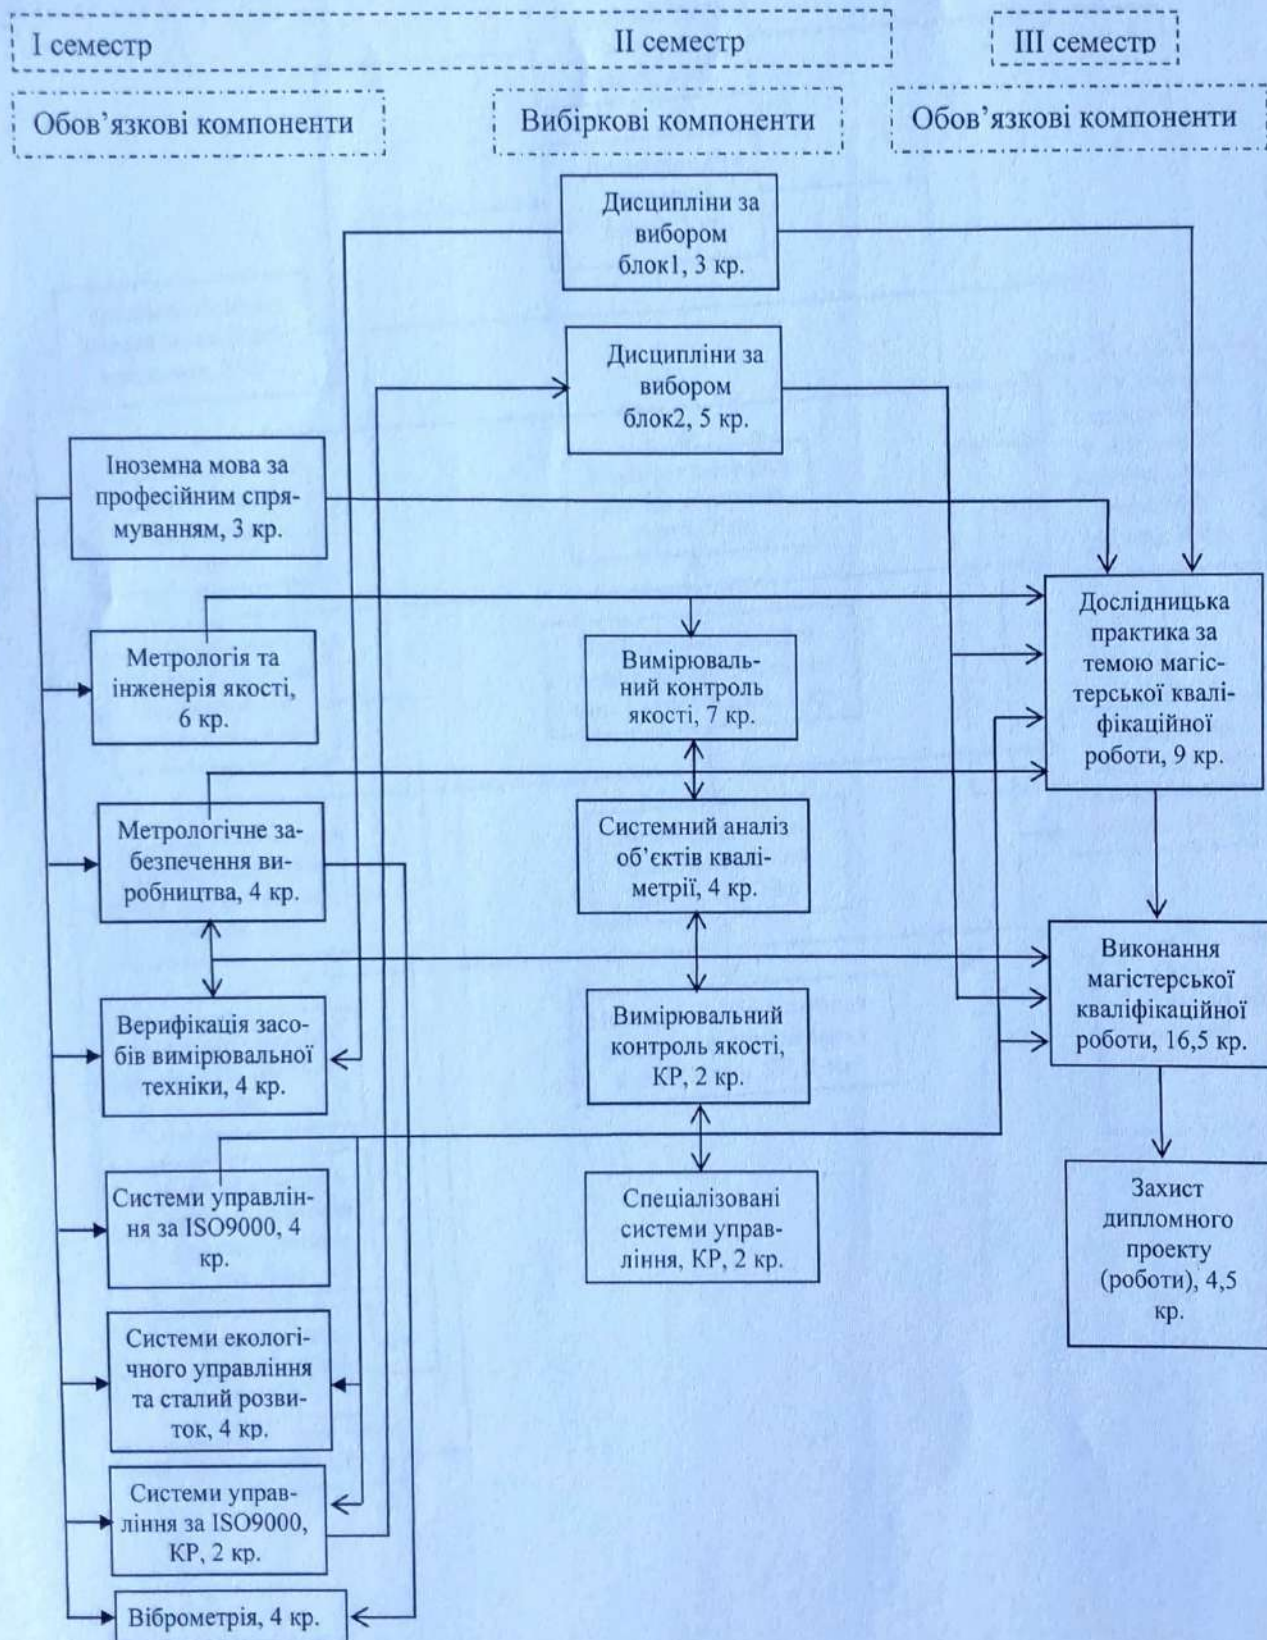 І семестр
ІІ семестр
ІІІ семестр
Обов’язкові компоненти
Вибіркові компоненти
Обов’язкові компоненти
Дисципліни за
вибором
блок1, 3 кр.
Дисципліни за
вибором
блок2, 5 кр.
Іноземна мова за
професійним спря-
муванням, 3 кр.
Метрологія та
інженерія якості,
6 кр.
Вимірюваль-
ний контроль
якості, 7 кр.
Дослідницька
практика за
темою магіс-
терської квалі-
фікаційної
роботи, 9 кр.
Метрологічне за-
безпечення ви-
робництва, 4 кр.
Системний аналіз
об’єктів квалі-
метрії, 4 кр.
Верифікація засо-
бів вимірювальної
техніки, 4 кр.
Вимірювальний
контроль якості,
КР, 2 кр.
Виконання
магістерської
кваліфікаційної
роботи, 16,5 кр.
Системи управлін-
ня за ISO9000, 4
кр.
Спеціалізовані
системи управ-
ління, КР, 2 кр.
Захист
дипломного
проекту
(роботи), 4,5
кр.
Системи екологі-
чного управління
та сталий розви-
ток, 4 кр.
Системи управ-
ління за ISO9000,
КР, 2 кр.
Віброметрія, 4 кр.